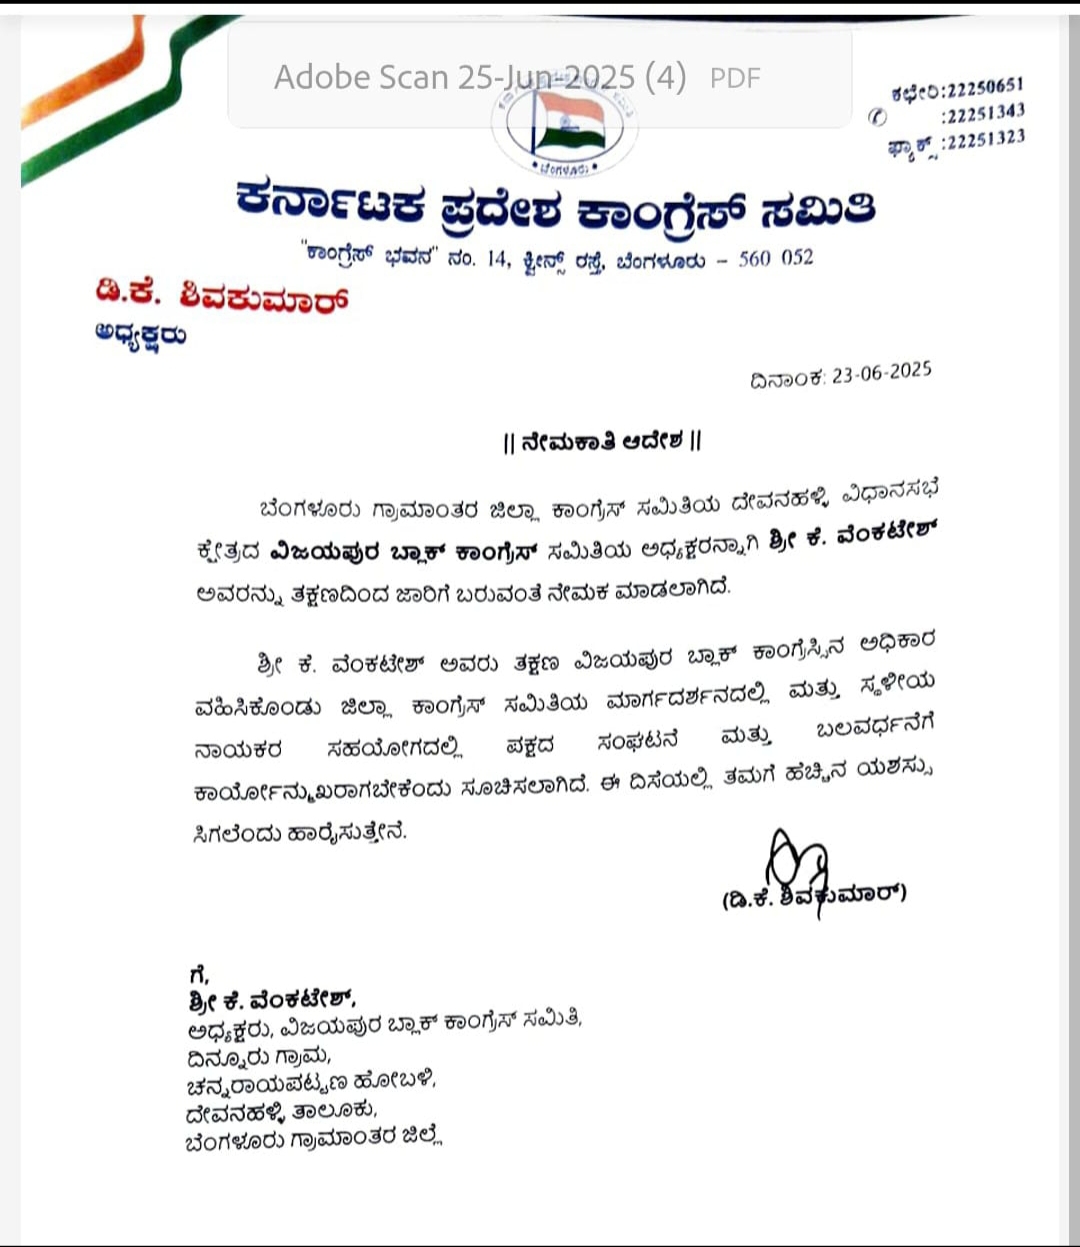 Adobe Scan 25-Jun-2025 (4) PDF
ಕಛೇರಿ:22250651
:22251343
ಫ್ಯಾಕ್ಸ್ :22251323
•ಬೆಂಗಳೂರು•
ಕರ್ನಾಟಕ ಪ್ರದೇಶ ಕಾಂಗ್ರೆಸ್ ಸಮಿತಿ
"ಕಾಂಗ್ರೆಸ್ ಭವನ" ನಂ. 14, ಕ್ವೀನ್ಸ್ ರಸ್ತೆ, ಬೆಂಗಳೂರು – 560 052
ಡಿ.ಕೆ. ಶಿವಕುಮಾರ್
ಅಧ್ಯಕ್ಷರು
ದಿನಾಂಕ: 23-06-2025
|| ನೇಮಕಾತಿ ಆದೇಶ ||
ಬೆಂಗಳೂರು ಗ್ರಾಮಾಂತರ ಜಿಲ್ಲಾ ಕಾಂಗ್ರೆಸ್ ಸಮಿತಿಯ ದೇವನಹಳ್ಳಿ ವಿಧಾನಸಭೆ
ಕ್ಷೇತ್ರದ ವಿಜಯಪುರ ಬ್ಲಾಕ್ ಕಾಂಗ್ರೆಸ್ ಸಮಿತಿಯ ಅಧ್ಯಕ್ಷರನ್ನಾಗಿ ಶ್ರೀ ಕೆ. ವೆಂಕಟೇಶ್
ಅವರನ್ನು ತಕ್ಷಣದಿಂದ ಜಾರಿಗೆ ಬರುವಂತೆ ನೇಮಕ ಮಾಡಲಾಗಿದೆ.
ಶ್ರೀ ಕೆ. ವೆಂಕಟೇಶ್ ಅವರು ತಕ್ಷಣ ವಿಜಯಪುರ ಬ್ಲಾಕ್ ಕಾಂಗ್ರೆಸ್ಸಿನ ಅಧಿಕಾರ
ವಹಿಸಿಕೊಂಡು ಜಿಲ್ಲಾ ಕಾಂಗ್ರೆಸ್ ಸಮಿತಿಯ ಮಾರ್ಗದರ್ಶನದಲ್ಲಿ ಮತ್ತು ಸ್ಥಳೀಯ
ನಾಯಕರ ಸಹಯೋಗದಲ್ಲಿ ಪಕ್ಷದ ಸಂಘಟನೆ ಮತ್ತು ಬಲವರ್ಧನೆಗೆ
ಕಾರ್ಯೋನ್ಮುಖರಾಗಬೇಕೆಂದು ಸೂಚಿಸಲಾಗಿದೆ. ಈ ದಿಸೆಯಲ್ಲಿ ತಮಗೆ ಹೆಚ್ಚಿನ ಯಶಸ್ಸು
ಸಿಗಲೆಂದು ಹಾರೈಸುತ್ತೇನೆ.
(ಡಿ.ಕೆ. ಶಿವಕುಮಾರ್)
ಗೆ,
ಶ್ರೀ ಕೆ. ವೆಂಕಟೇಶ್,
ಅಧ್ಯಕ್ಷರು, ವಿಜಯಪುರ ಬ್ಲಾಕ್ ಕಾಂಗ್ರೆಸ್ ಸಮಿತಿ,
ದಿನ್ನೂರು ಗ್ರಾಮ,
ಚನ್ನರಾಯಪಟ್ಟಣ ಹೋಬಳಿ,
ದೇವನಹಳ್ಳಿ ತಾಲೂಕು,
ಬೆಂಗಳೂರು ಗ್ರಾಮಾಂತರ ಜಿಲ್ಲೆ